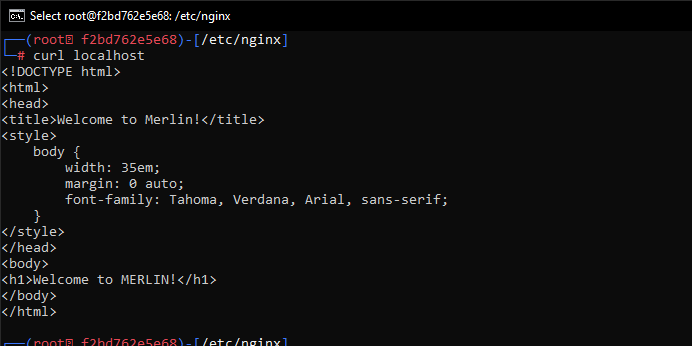 Select root@f2bd762e5e68: /etc/nginx
┌──(root㉿ f2bd762e5e68)-[/etc/nginx]
└─# curl localhost
<!DOCTYPE html>
<html>
<head>
<title>Welcome to Merlin!</title>
<style>
    body {
        width: 35em;
        margin: 0 auto;
        font-family: Tahoma, Verdana, Arial, sans-serif;
    }
</style>
</head>
<body>
<h1>Welcome to MERLIN!</h1>
</body>
</html>

┌──(root㉿ f2bd762e5e68)-[/etc/nginx]